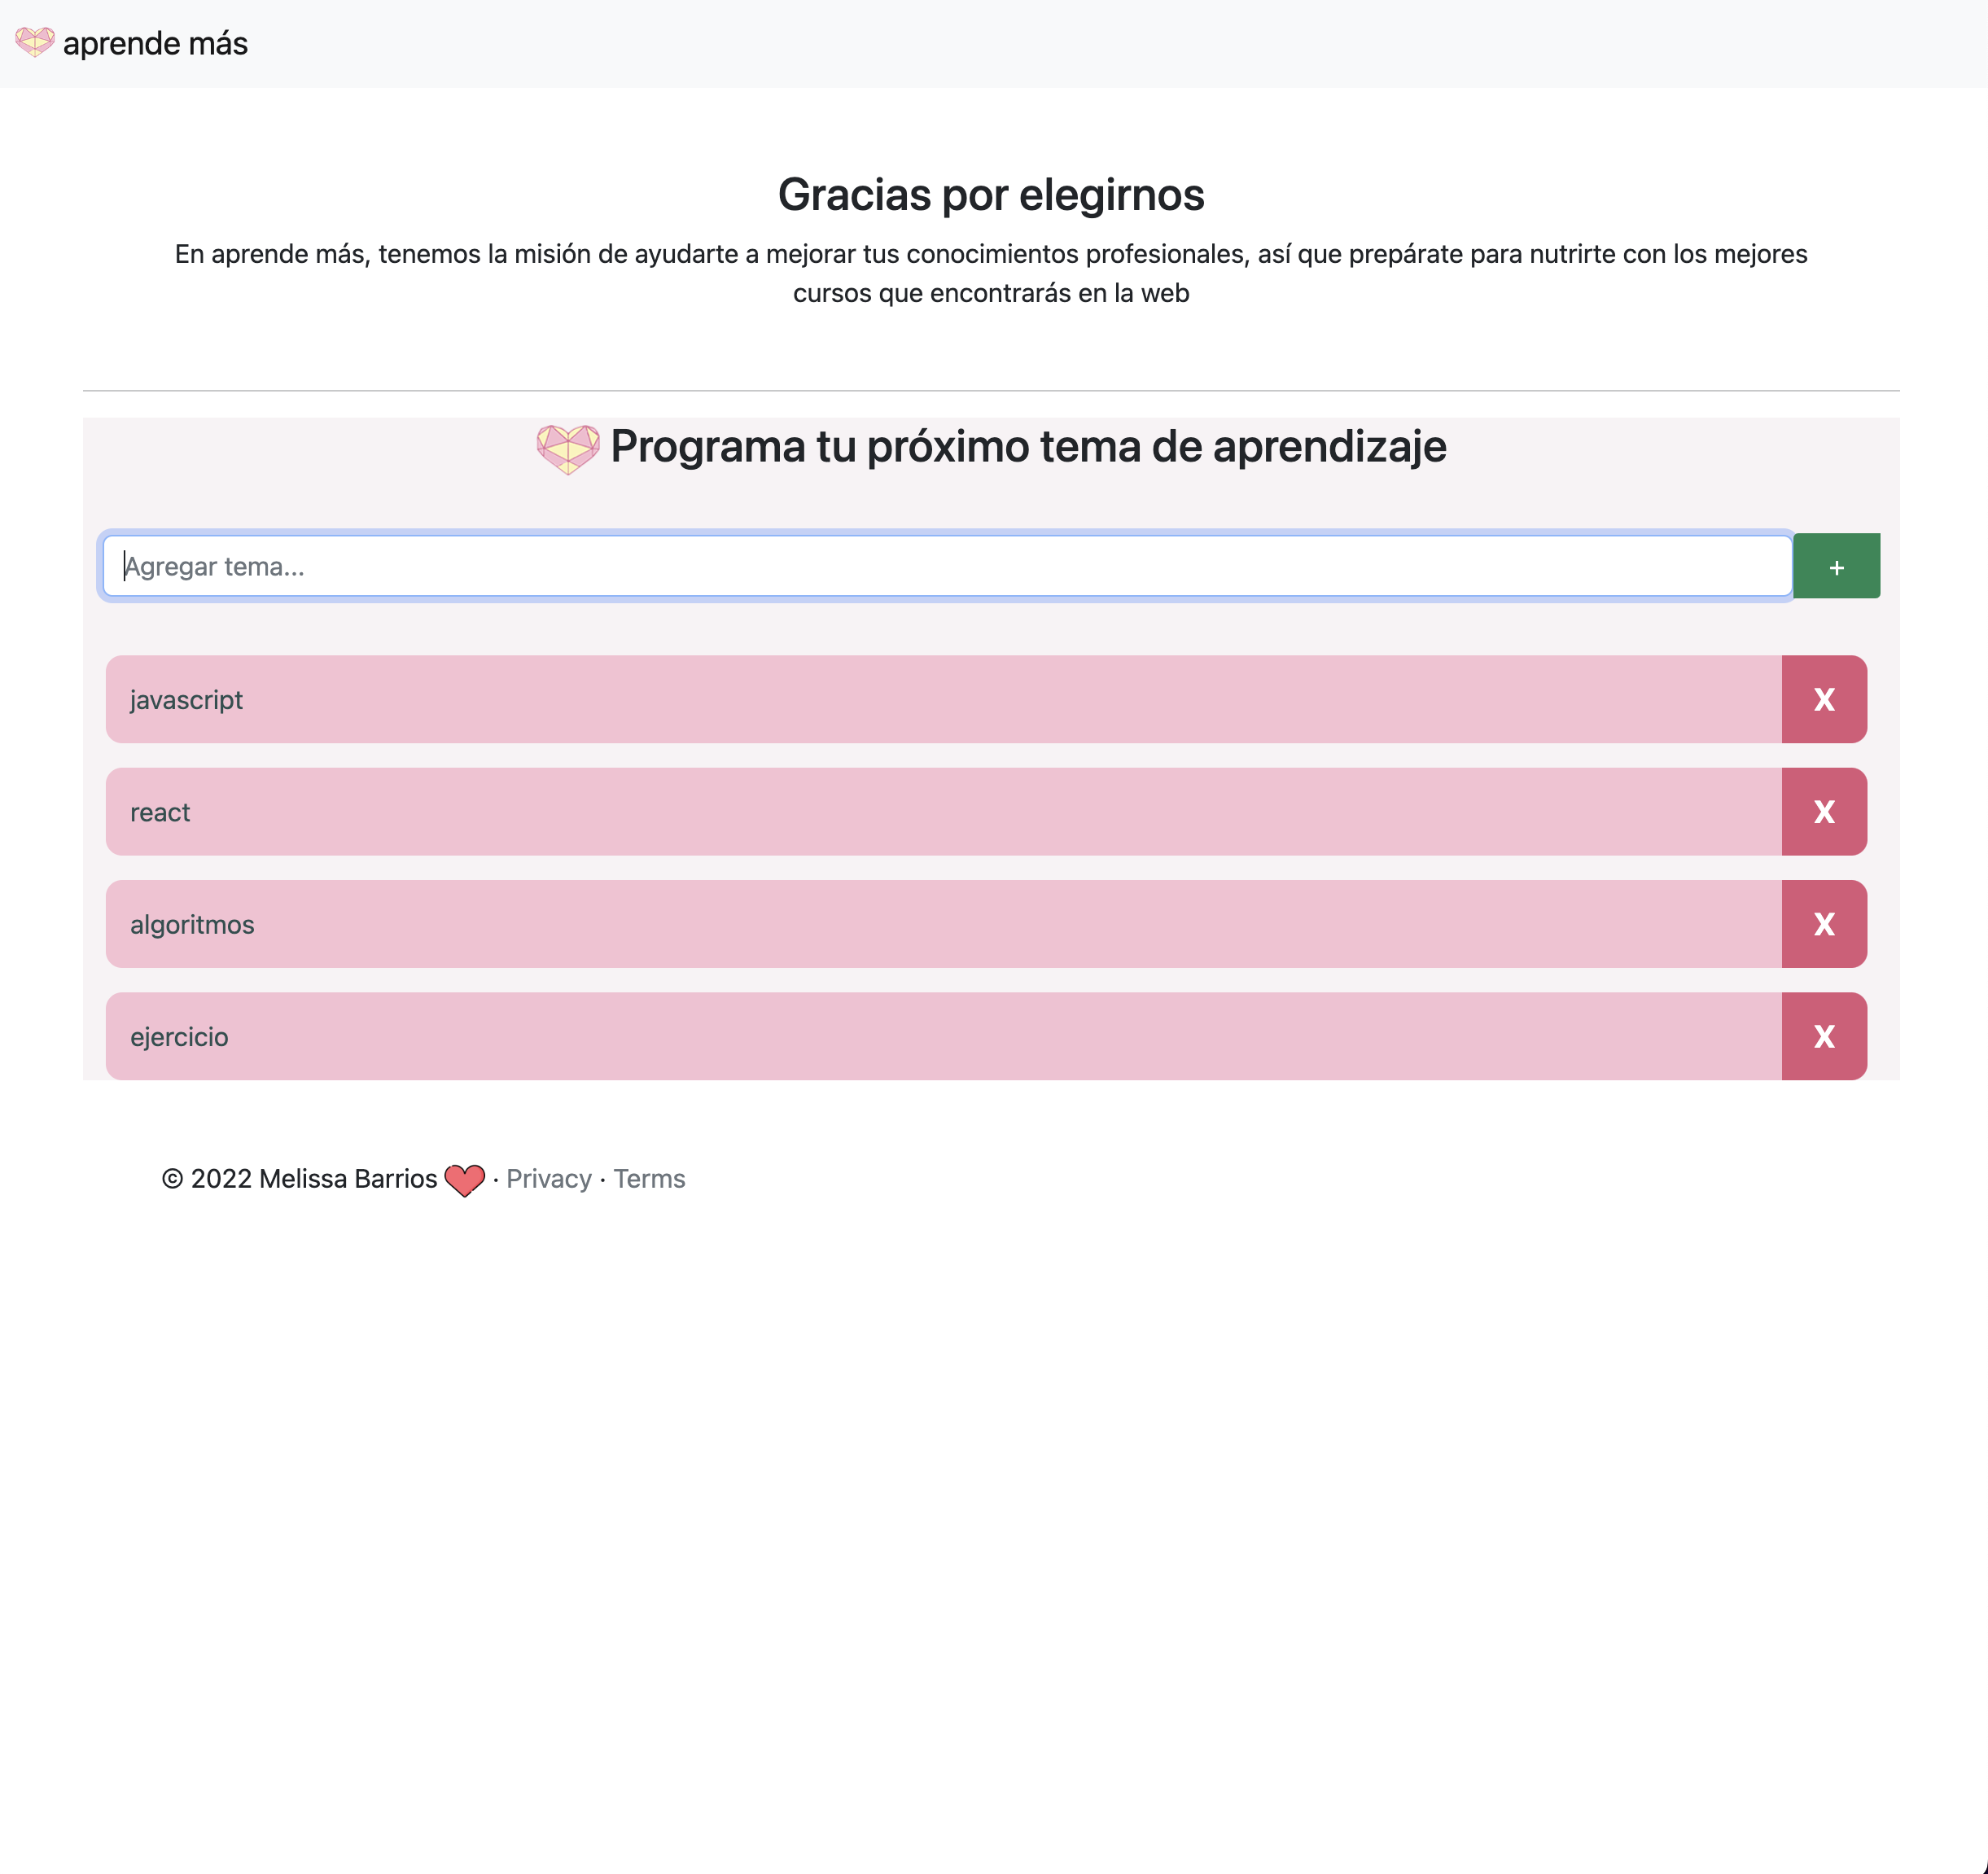 aprende más
Gracias por elegirnos
En aprende más, tenemos la misión de ayudarte a mejorar tus conocimientos profesionales, así que prepárate para nutrirte con los mejores
cursos que encontrarás en la web
Programa tu próximo tema de aprendizaje
Agregar tema...
+
javascript
X
react
X
algoritmos
X
ejercicio
X
© 2022 Melissa Barrios · Privacy · Terms